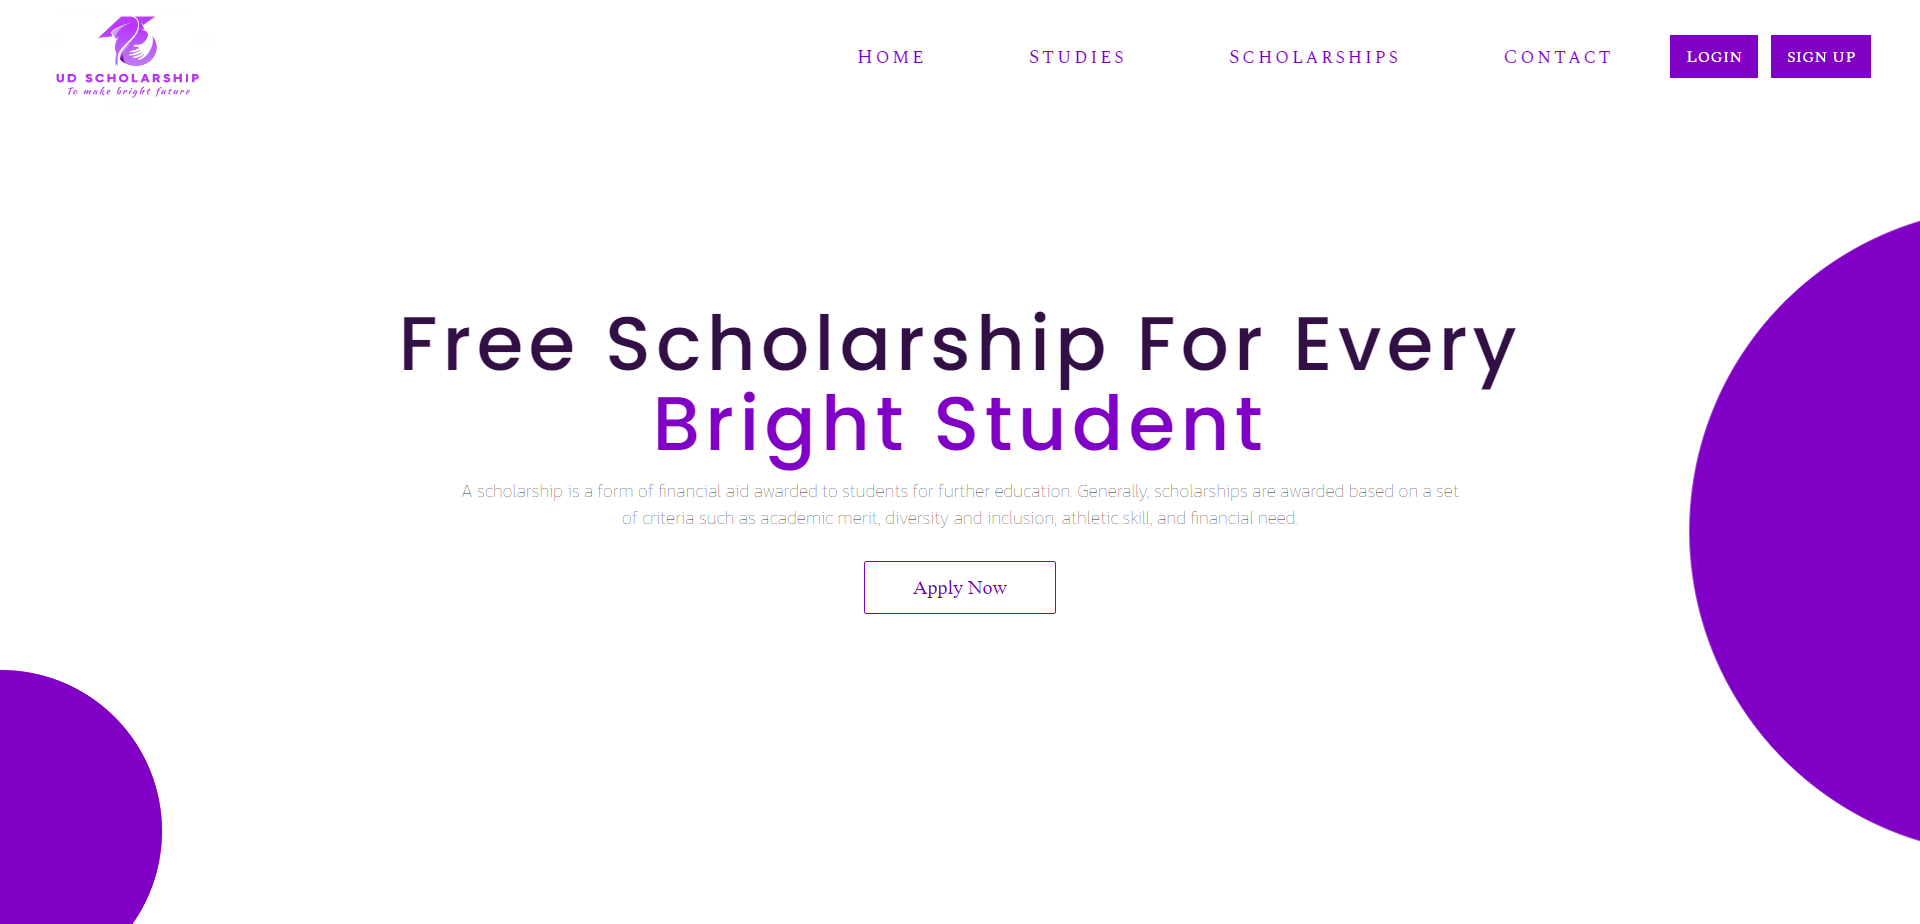 UD SCHOLARSHIP
To make bright future
HOME
STUDIES
SCHOLARSHIPS
CONTACT
LOGIN
SIGN UP
Free Scholarship For Every
Bright Student
A scholarship is a form of financial aid awarded to students for further education. Generally, scholarships are awarded based on a set
of criteria such as academic merit, diversity and inclusion, athletic skill, and financial need.
Apply Now